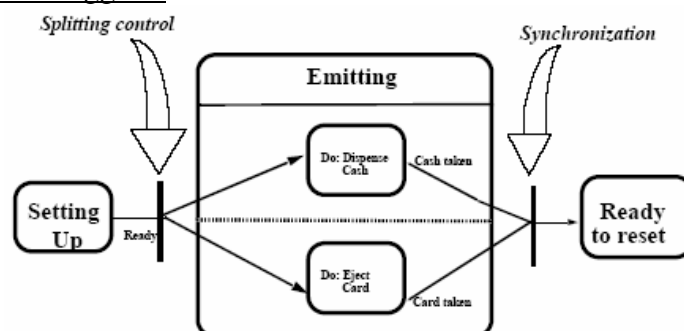 Splitting control
Synchronization
Emitting
Do: Dispense
Cash
Cash taken
Setting
Up
Ready
Ready
to reset
Do: Eject
Card
Card taken